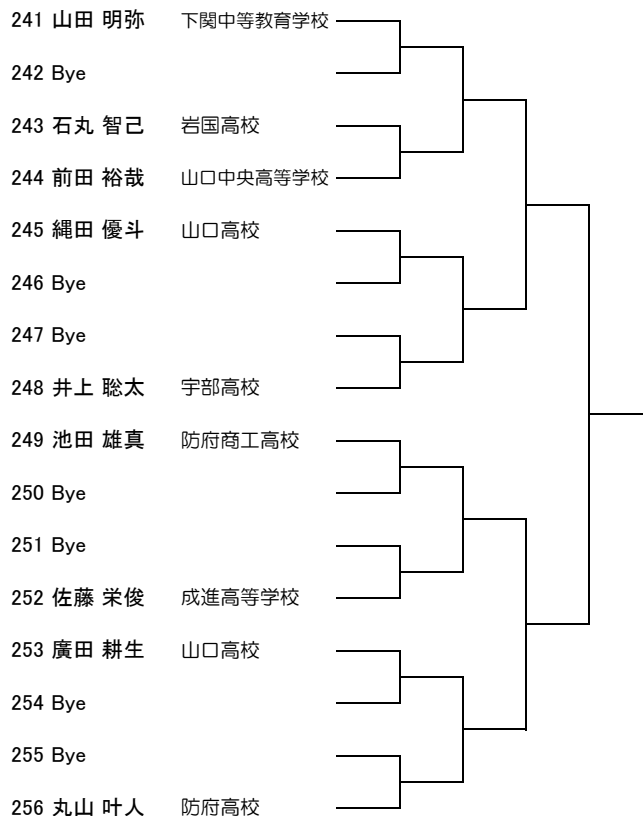 241 山田 明弥 下関中等教育学校
242 Bye
243 石丸 智己 岩国高校
244 前田 裕哉 山口中央高等学校
245 縄田 優斗 山口高校
246 Bye
247 Bye
248 井上 聡太 宇部高校
249 池田 雄真 防府商工高校
250 Bye
251 Bye
252 佐藤 栄俊 成進高等学校
253 廣田 耕生 山口高校
254 Bye
255 Bye
256 丸山 叶人 防府高校